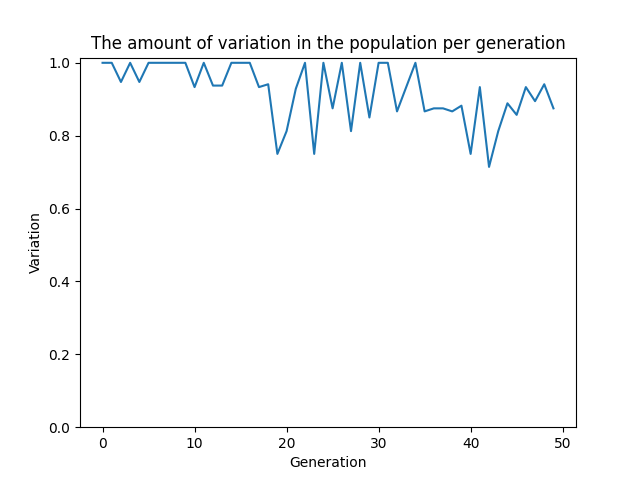 The amount of variation in the population per generation
1.0
0.8
0.6
0.4
0.2
0.0
Variation
0 10 20 30 40 50
Generation